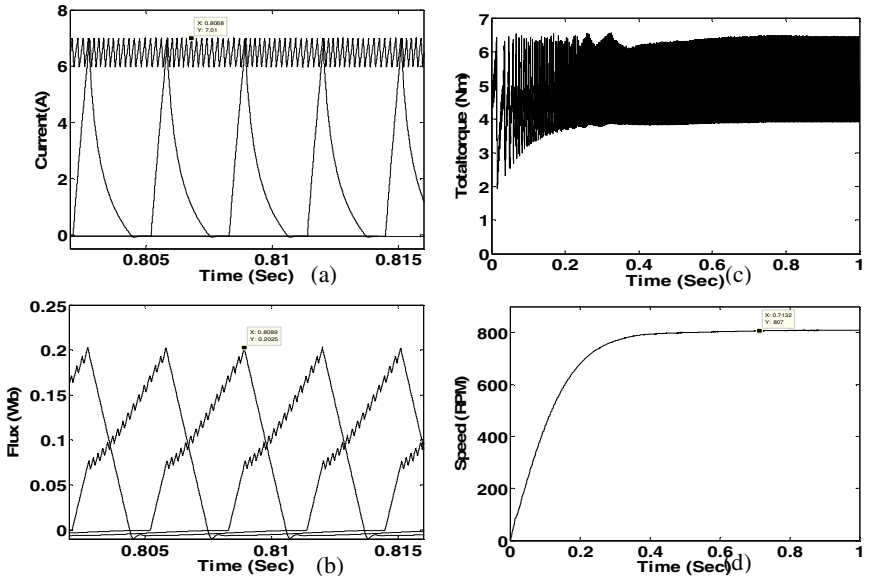 X: 0.8068
Y: 7.01
8
6
4
2
0
Current(A)
0.805
0.81
0.815
Time (Sec)
(a)
7
6
5
4
3
2
1
0
Totaltorque (Nm)
0
0.2
0.4
0.6
0.8
1
Time (Sec)
(c)
X: 0.8089
Y: 0.2025
0.25
0.2
0.15
0.1
0.05
0
Flux (Wb)
0.805
0.81
0.815
Time (Sec)
(b)
X: 0.7132
Y: 807
800
600
400
200
0
Speed (RPM)
0
0.2
0.4
0.6
0.8
1
Time (Sec)
(d)